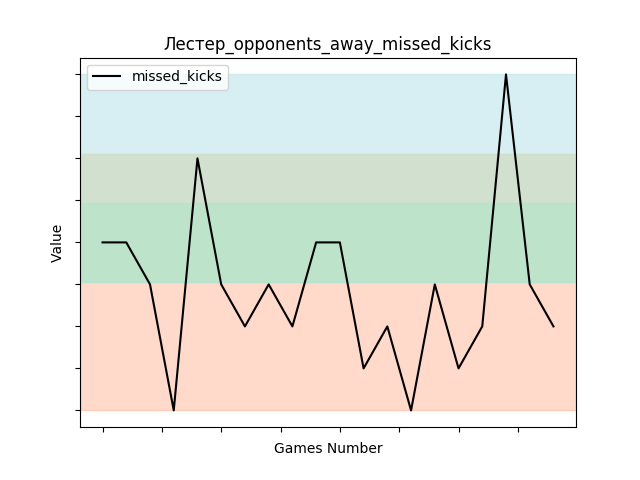 Лестер_opponents_away_missed_kicks
missed_kicks
Value
Games Number